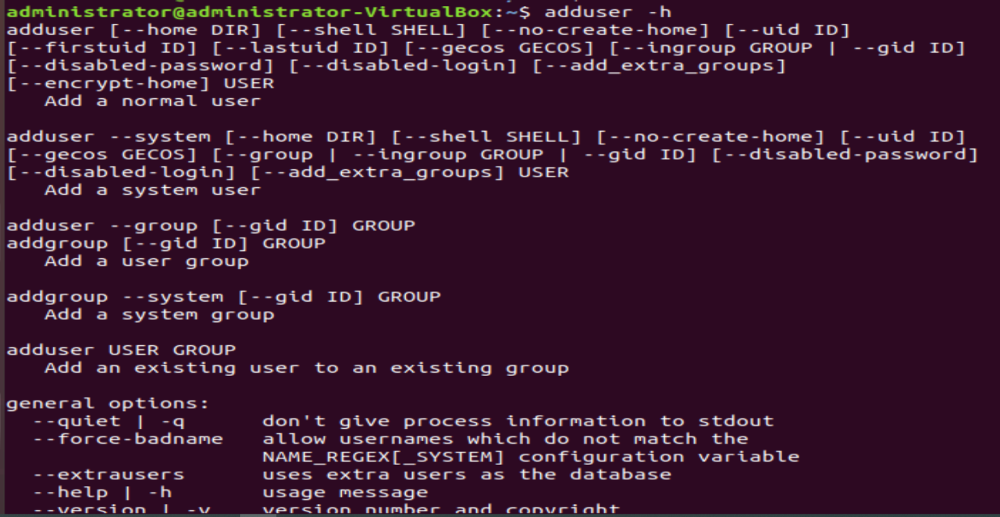 administrator@administrator-VirtualBox:~$ adduser -h
adduser [--home DIR] [--shell SHELL] [--no-create-home] [--uid ID]
[--firstuid ID] [--lastuid ID] [--gecos GECOS] [--ingroup GROUP | --gid ID]
[--disabled-password] [--disabled-login] [--add_extra_groups]
[--encrypt-home] USER
   Add a normal user

adduser --system [--home DIR] [--shell SHELL] [--no-create-home] [--uid ID]
[--gecos GECOS] [--group | --ingroup GROUP | --gid ID] [--disabled-password]
[--disabled-login] [--add_extra_groups] USER
   Add a system user

adduser --group [--gid ID] GROUP
addgroup [--gid ID] GROUP
   Add a user group

addgroup --system [--gid ID] GROUP
   Add a system group

adduser USER GROUP
   Add an existing user to an existing group

general options:
  --quiet | -q      don't give process information to stdout
  --force-badname   allow usernames which do not match the
                    NAME_REGEX[_SYSTEM] configuration variable
  --extrausers      uses extra users as the database
  --help | -h       usage message
  --version | -v    version number and copyright